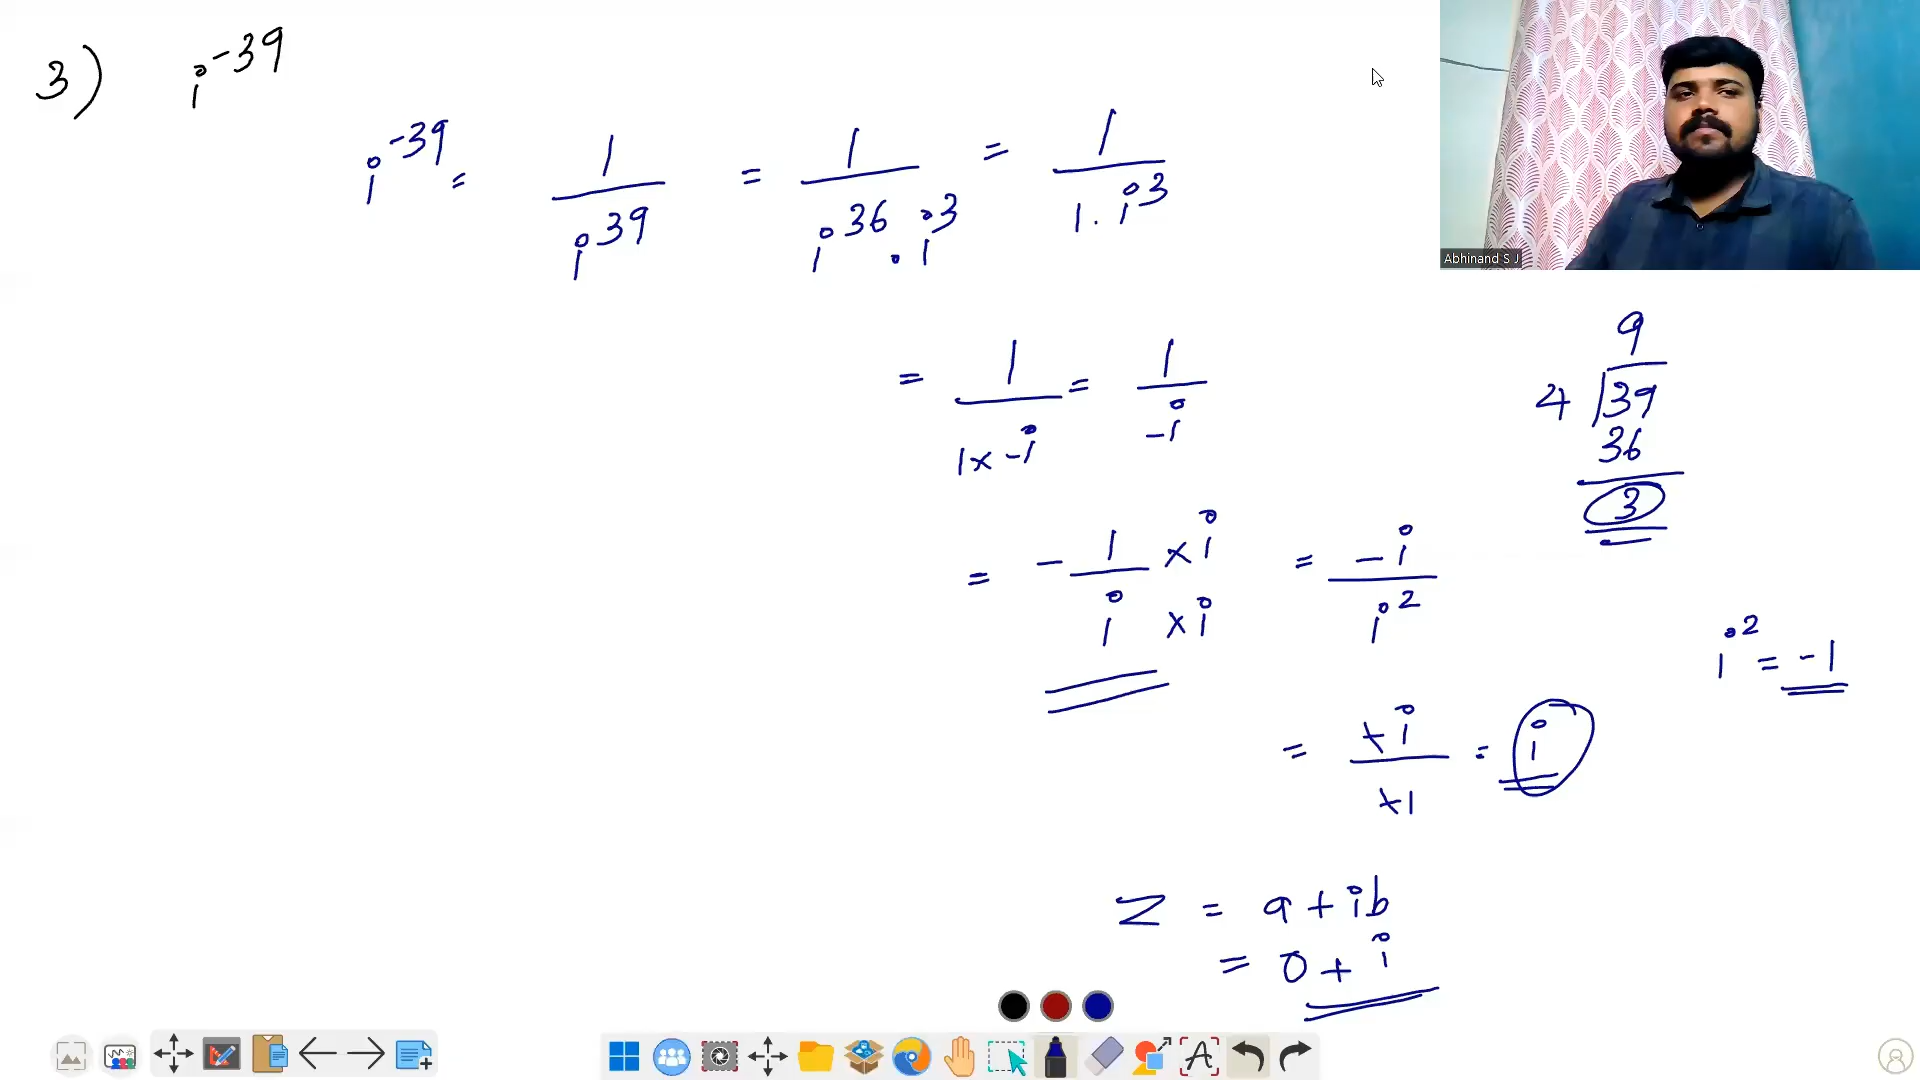 3) i^-39
i^-39 = 1/i^39 = 1/(i^36 . i^3) = 1/(1 . i^3)
Abhinand S J
= 1/(1 x -i) = 1/-i
9
4 39
36
3
= - 1/i x i/x i = -i/i^2
i^2 = -1
= +i/+1 = i
Z = a + ib
= 0 + i